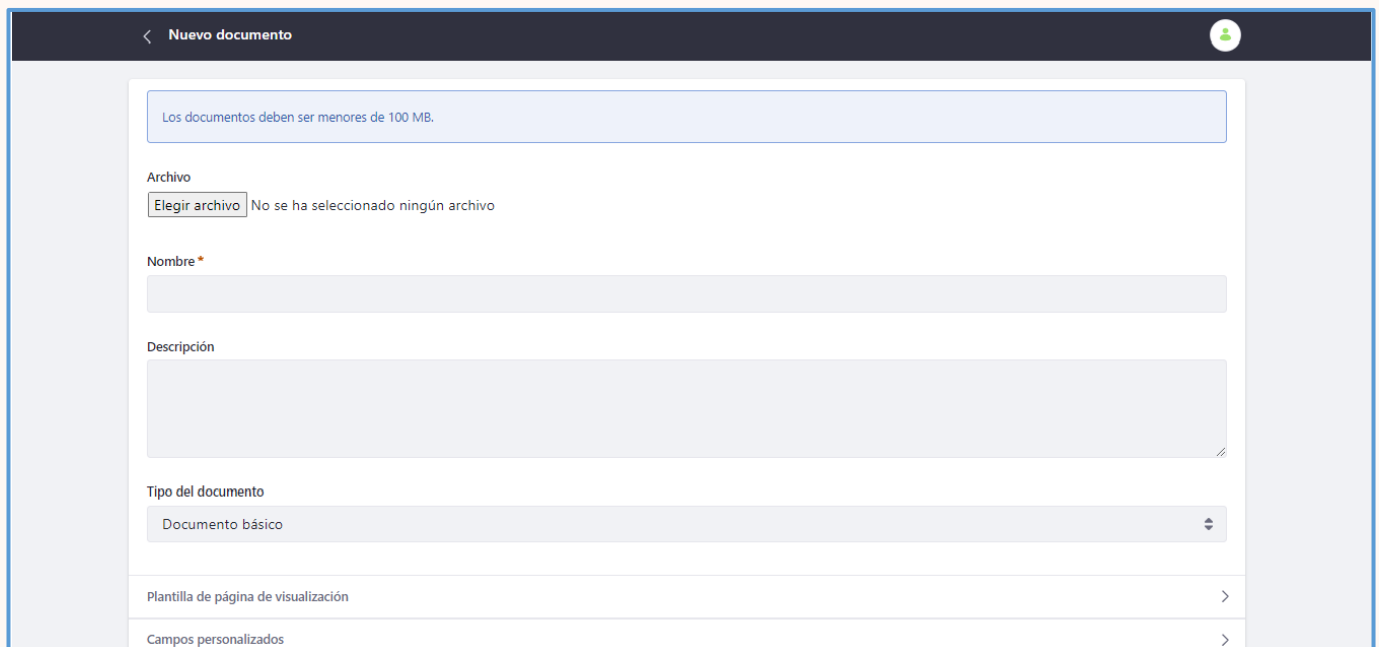 Nuevo documento
Los documentos deben ser menores de 100 MB.
Archivo
Elegir archivo No se ha seleccionado ningún archivo
Nombre *
Descripción
Tipo del documento
Documento básico
Plantilla de página de visualización
Campos personalizados